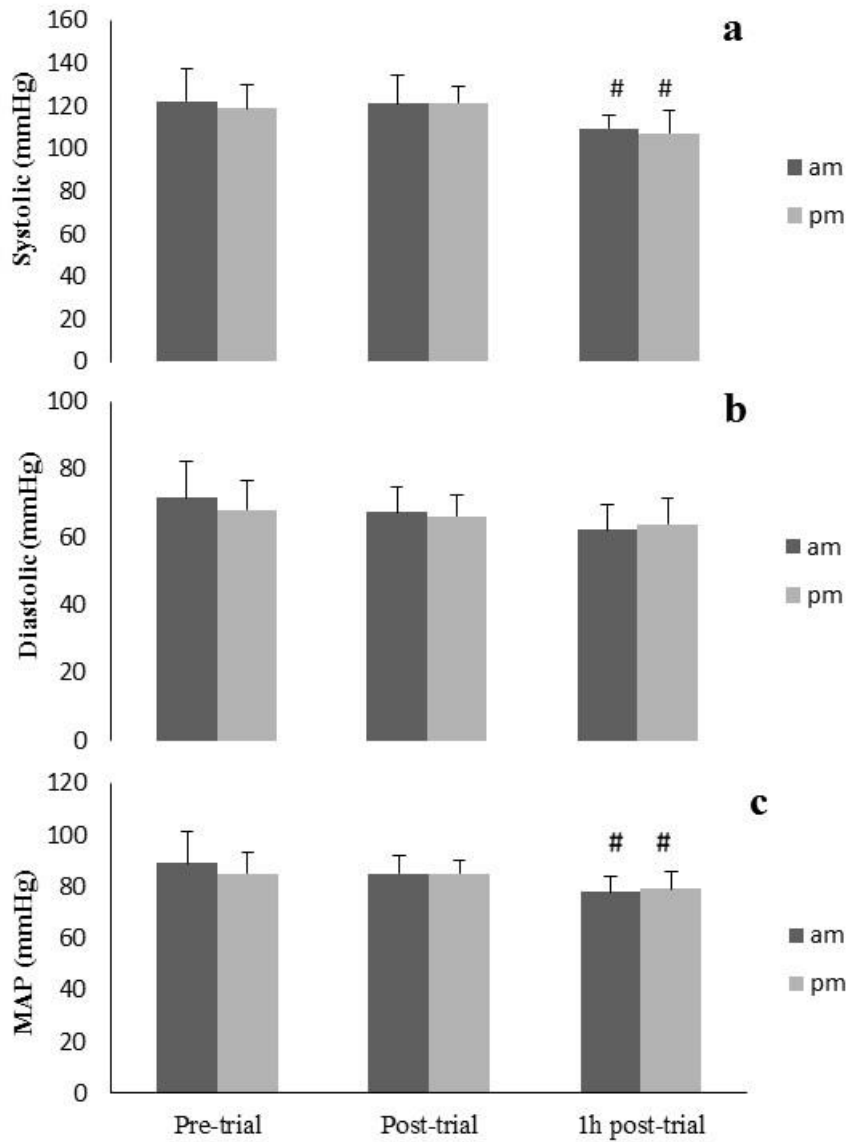 a
Systolic (mmHg)
160
140
120
100
80
60
40
20
0
# #
am
pm
b
Diastolic (mmHg)
100
80
60
40
20
0
am
pm
c
MAP (mmHg)
120
100
80
60
40
20
0
# #
am
pm
Pre-trial Post-trial 1h post-trial